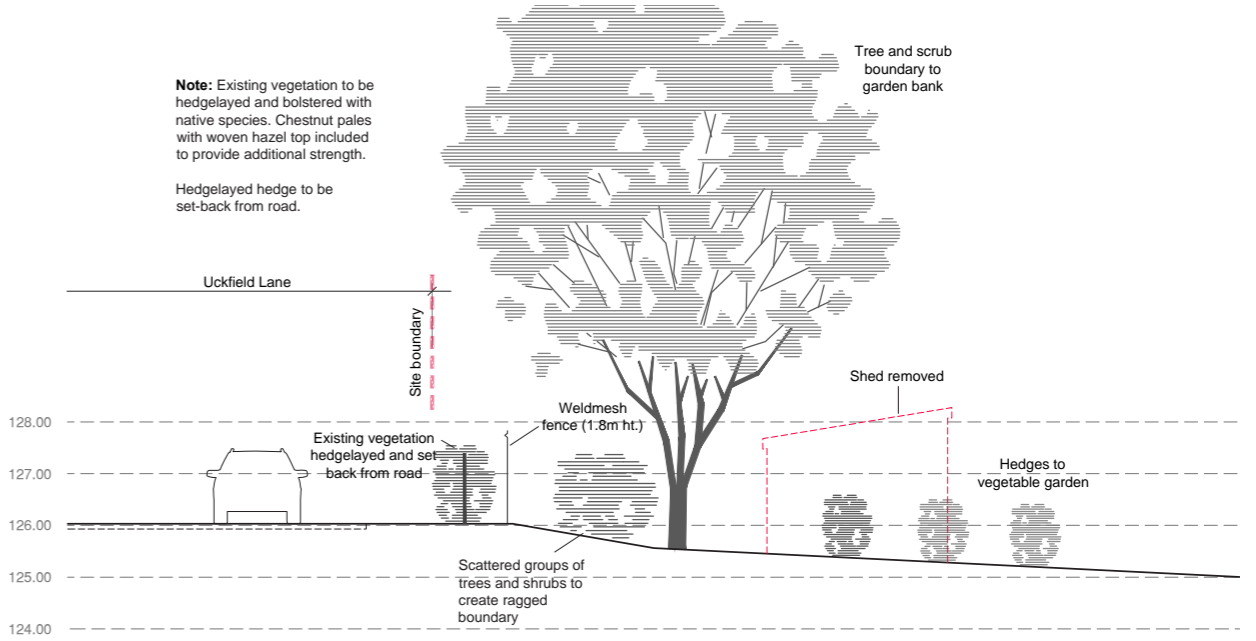 Note: Existing vegetation to be
hedgelayed and bolstered with
native species. Chestnut pales
with woven hazel top included
to provide additional strength.
Hedgelayed hedge to be
set-back from road.
Tree and scrub
boundary to
garden bank
Uckfield Lane
Site boundary
Shed removed
Weldmesh
fence (1.8m ht.)
Existing vegetation
hedgelayed and set
back from road
Hedges to
vegetable garden
Scattered groups of
trees and shrubs to
create ragged
boundary
128.00
127.00
126.00
125.00
124.00